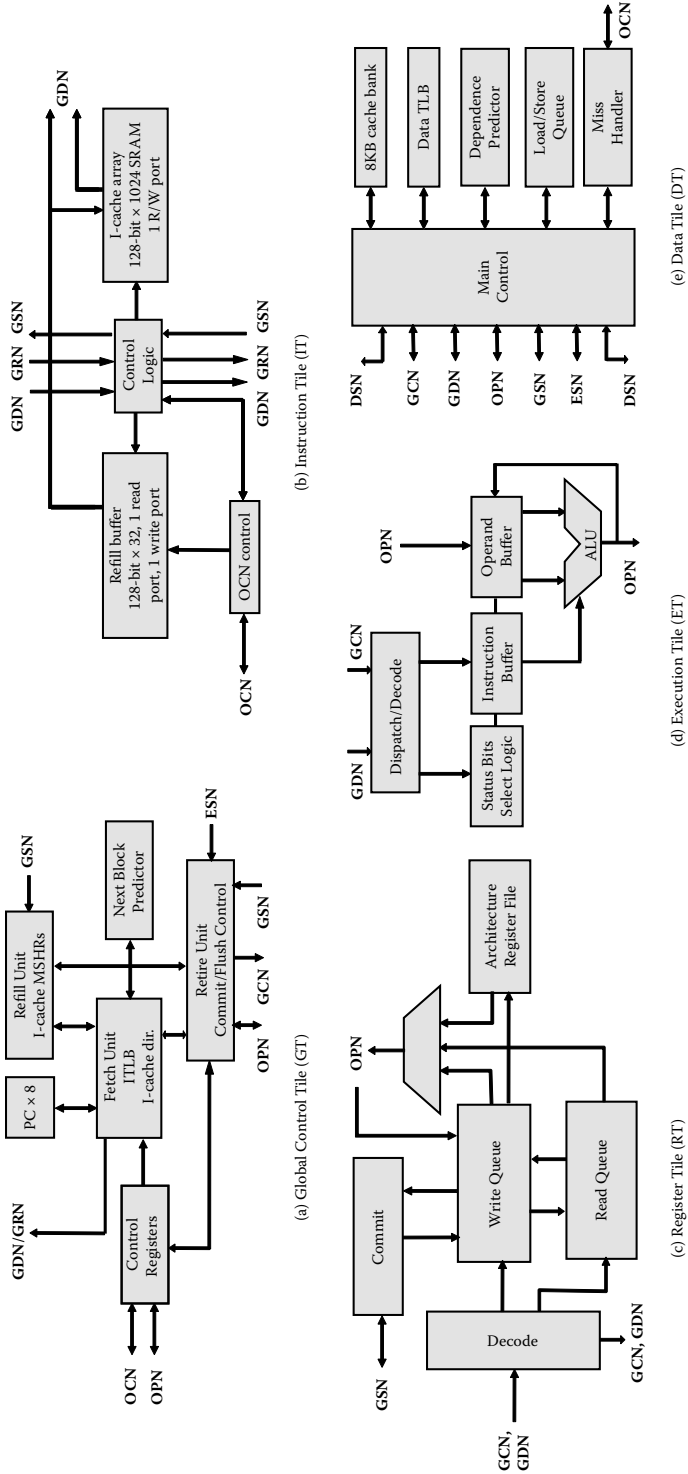 GDN/GRN
PC × 8
Refill Unit
I-cache MSHRs
GSN
OCN
OPN
Control
Registers
Fetch Unit
ITLB
I-cache dir.
Next Block
Predictor
Retire Unit
Commit/Flush Control
ESN
OPN
GCN
GSN
(a) Global Control Tile (GT)
GDN
GRN
GSN
GDN
Refill buffer
128-bit × 32, 1 read
port, 1 write port
Control
Logic
I-cache array
128-bit × 1024 SRAM
1 R/W port
OCN
OCN control
GDN
GRN
GSN
(b) Instruction Tile (IT)
GSN
Commit
OPN
GCN,
GDN
Decode
Write Queue
Architecture
Register File
Read Queue
GCN, GDN
(c) Register Tile (RT)
GDN
GCN
Dispatch/Decode
OPN
Status Bits
Select Logic
Instruction
Buffer
Operand
Buffer
ALU
OPN
(d) Execution Tile (ET)
DSN
GCN
GDN
OPN
GSN
ESN
DSN
Main
Control
8KB cache bank
Data TLB
Dependence
Predictor
Load/Store
Queue
Miss
Handler
OCN
(e) Data Tile (DT)